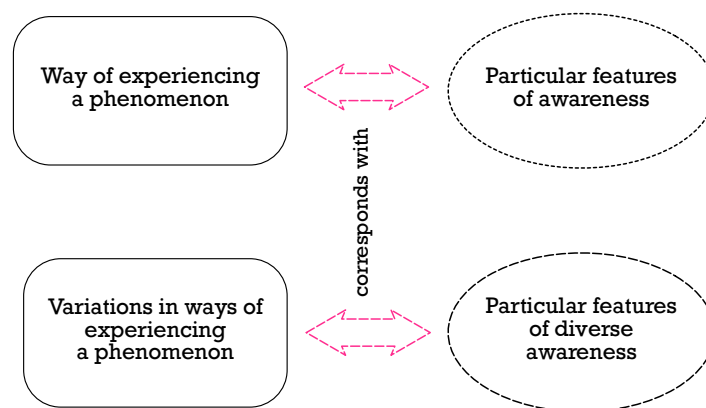 Way of experiencing
a phenomenon
Particular features
of awareness
corresponds with
Variations in ways of
experiencing
a phenomenon
Particular features
of diverse
awareness